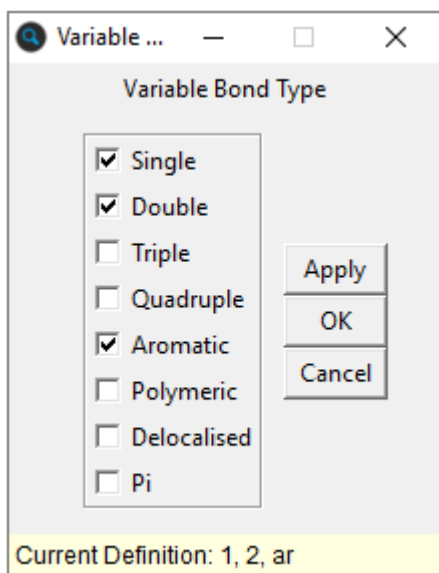 Variable ...
Variable Bond Type
Single
Double
Triple
Quadruple
Aromatic
Polymeric
Delocalised
Pi
Apply
OK
Cancel
Current Definition: 1, 2, ar